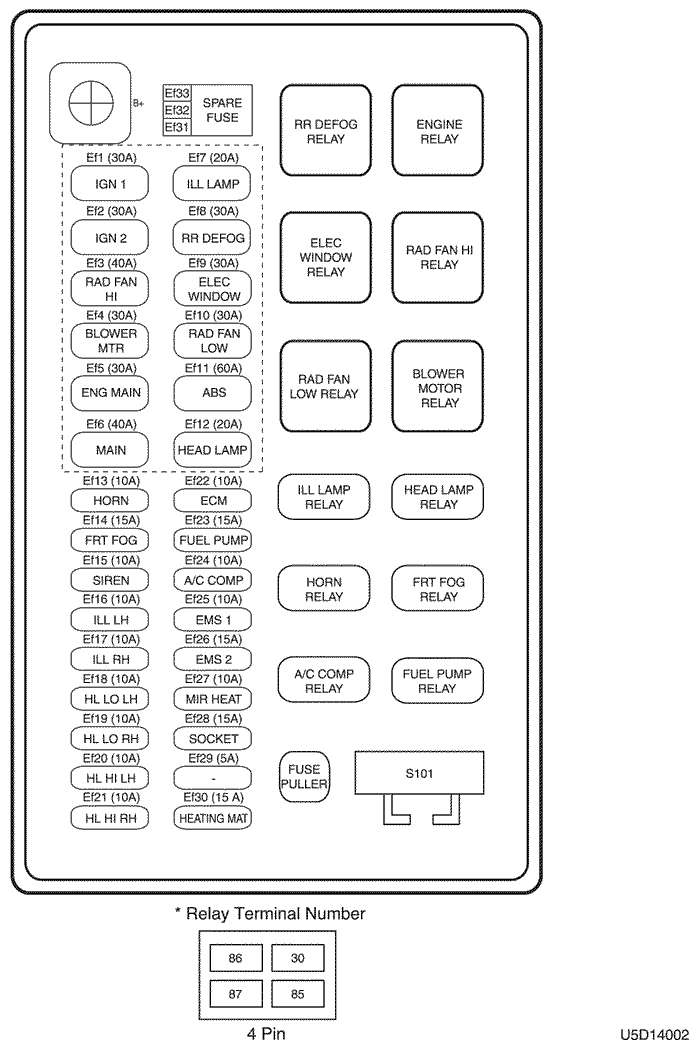 B+
Ef33
Ef32
Ef31
SPARE
FUSE
RR DEFOG
RELAY
ENGINE
RELAY
Ef1 (30A)
IGN 1
Ef7 (20A)
ILL LAMP
Ef2 (30A)
IGN 2
Ef8 (30A)
RR DEFOG
Ef3 (40A)
RAD FAN
HI
Ef9 (30A)
ELEC
WINDOW
ELEC
WINDOW
RELAY
RAD FAN HI
RELAY
Ef4 (30A)
BLOWER
MTR
Ef10 (30A)
RAD FAN
LOW
Ef5 (30A)
ENG MAIN
Ef11 (60A)
ABS
RAD FAN
LOW RELAY
BLOWER
MOTOR
RELAY
Ef6 (40A)
MAIN
Ef12 (20A)
HEAD LAMP
Ef13 (10A)
HORN
Ef22 (10A)
ECM
ILL LAMP
RELAY
HEAD LAMP
RELAY
Ef14 (15A)
FRT FOG
Ef23 (15A)
FUEL PUMP
Ef15 (10A)
SIREN
Ef24 (10A)
A/C COMP
HORN
RELAY
FRT FOG
RELAY
Ef16 (10A)
ILL LH
Ef25 (10A)
EMS 1
Ef17 (10A)
ILL RH
Ef26 (15A)
EMS 2
Ef18 (10A)
HL LO LH
Ef27 (10A)
MIR HEAT
A/C COMP
RELAY
FUEL PUMP
RELAY
Ef19 (10A)
HL LO RH
Ef28 (15A)
SOCKET
Ef20 (10A)
HL HI LH
Ef29 (5A)
-
FUSE
PULLER
S101
Ef21 (10A)
HL HI RH
Ef30 (15 A)
HEATING MAT
* Relay Terminal Number
86 30
87 85
4 Pin
U5D14002